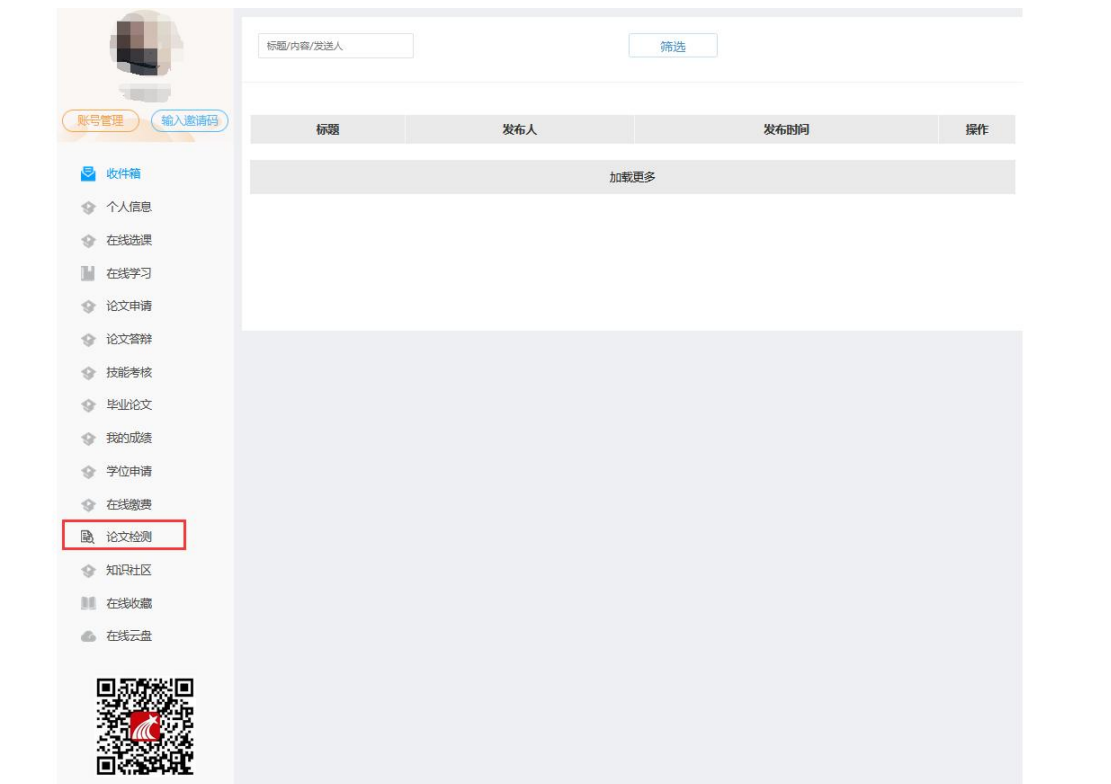 账号管理
输入邀请码
收件箱
个人信息
在线选课
在线学习
论文申请
论文答辩
技能考核
毕业论文
我的成绩
学位申请
在线缴费
论文检测
知识社区
在线收藏
在线云盘
标题/内容/发送人
筛选
标题 发布人 发布时间 操作
加载更多